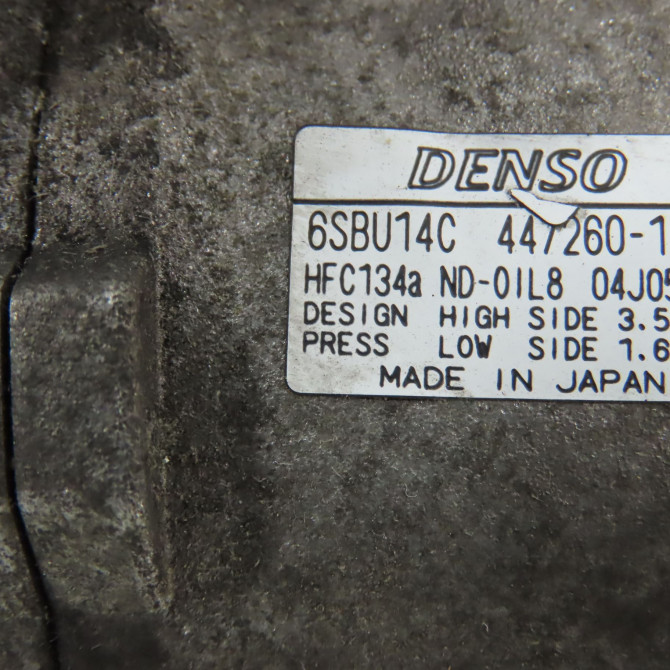 DENSO
6SBU14C 447260-1
HFC134a ND-OIL8 04J05
DESIGN HIGH SIDE 3.5
PRESS LOW SIDE 1.6
MADE IN JAPAN